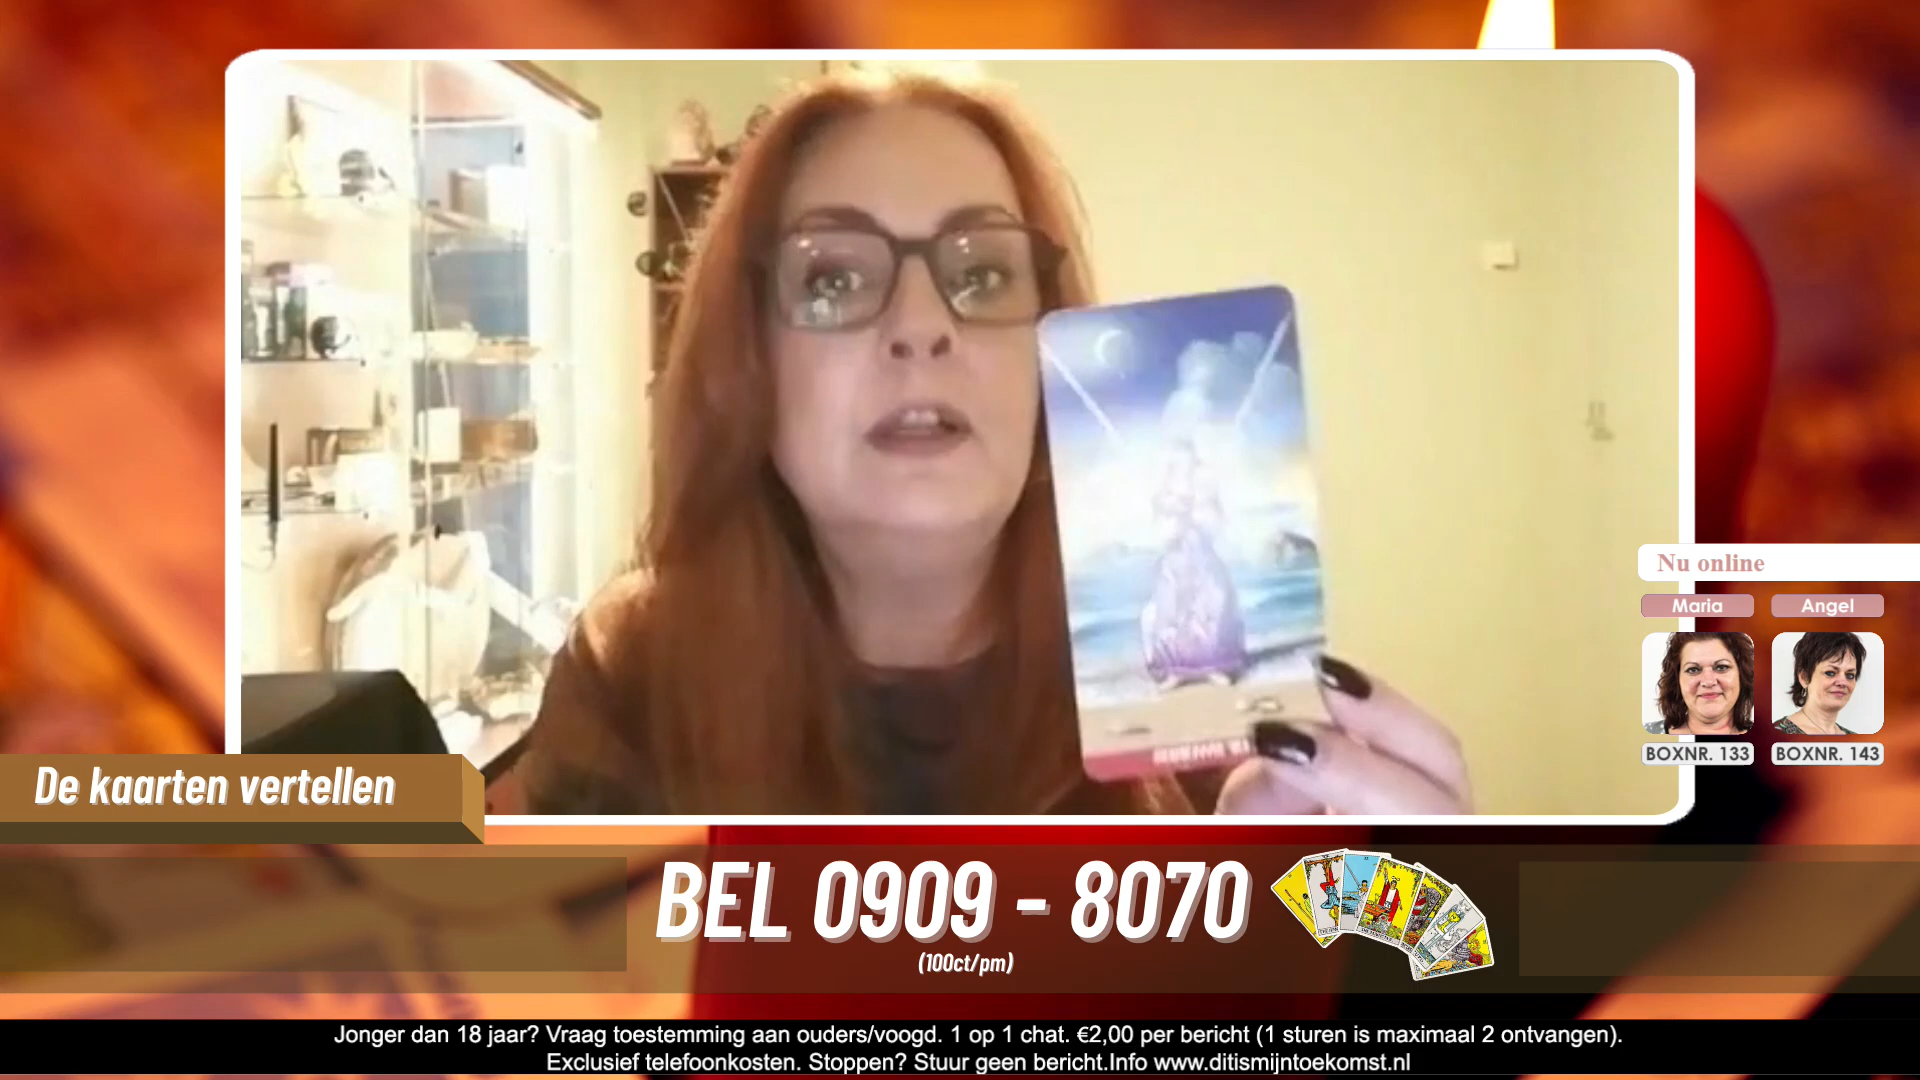 Nu online
Maria
Angel
BOXNR. 133
BOXNR. 143
De kaarten vertellen
BEL 0909 - 8070
(100ct/pm)
Jonger dan 18 jaar? Vraag toestemming aan ouders/voogd. 1 op 1 chat. €2,00 per bericht (1 sturen is maximaal 2 ontvangen).
Exclusief telefoonkosten. Stoppen? Stuur geen bericht.Info www.ditismijntoekomst.nl